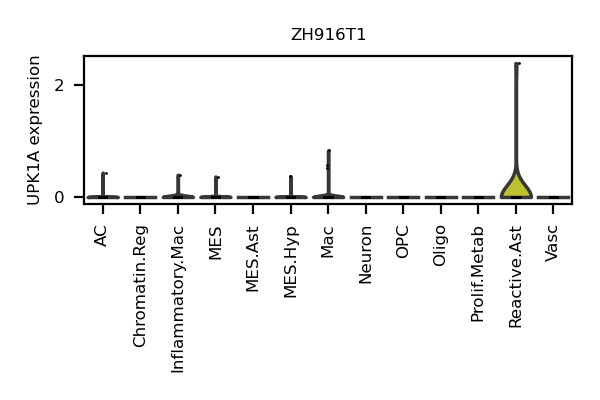 ZH916T1
UPK1A expression
2
0
AC
Chromatin.Reg
Inflammatory.Mac
MES
MES.Ast
MES.Hyp
Mac
Neuron
OPC
Oligo
Prolif.Metab
Reactive.Ast
Vasc